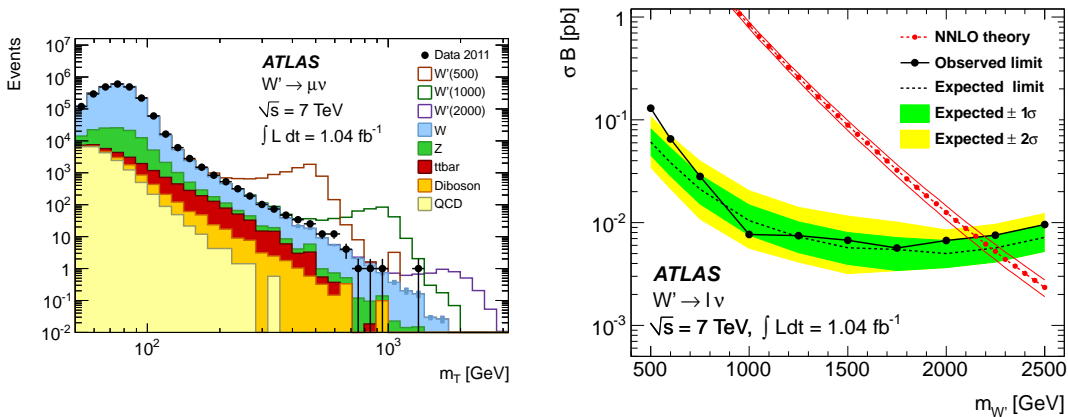 Events
10⁷
10⁶
10⁵
10⁴
10³
10²
10
1
10⁻¹
10⁻²
10²
10³
m_T [GeV]
ATLAS
W' → μν
√s = 7 TeV
∫ L dt = 1.04 fb⁻¹
Data 2011
W'(500)
W'(1000)
W'(2000)
W
Z
ttbar
Diboson
QCD
σ B [pb]
1
10⁻¹
10⁻²
10⁻³
500
1000
1500
2000
2500
m_W' [GeV]
NNLO theory
Observed limit
Expected limit
Expected ± 1σ
Expected ± 2σ
ATLAS
W' → l ν
√s = 7 TeV, ∫ Ldt = 1.04 fb⁻¹